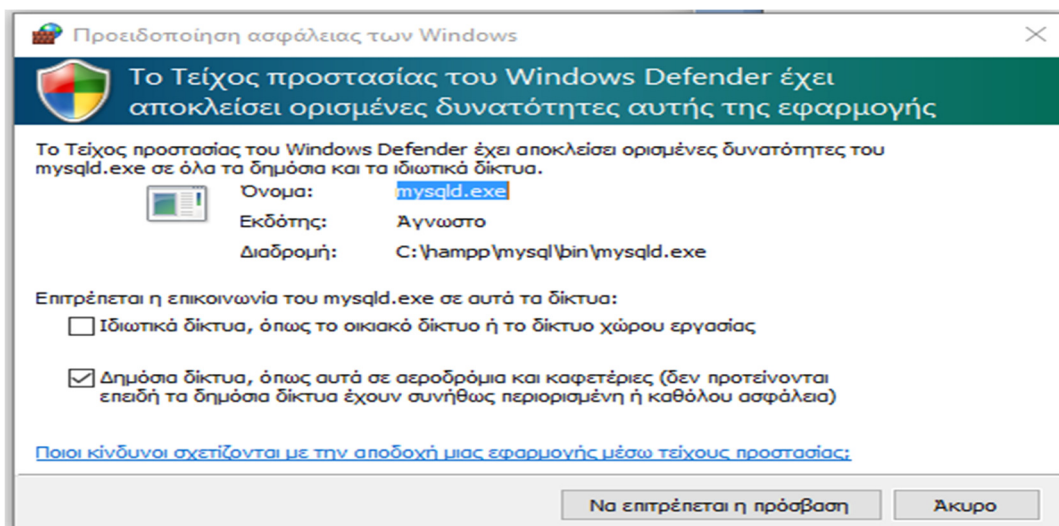 Προειδοποίηση ασφάλειας των Windows
Το Τείχος προστασίας του Windows Defender έχει
αποκλείσει ορισμένες δυνατότητες αυτής της εφαρμογής
Το Τείχος προστασίας του Windows Defender έχει αποκλείσει ορισμένες δυνατότητες του
mysqld.exe σε όλα τα δημόσια και τα ιδιωτικά δίκτυα.
Όνομα: mysqld.exe
Εκδότης: Άγνωστο
Διαδρομή: C:\hampp\mysql\bin\mysqld.exe
Επιτρέπεται η επικοινωνία του mysqld.exe σε αυτά τα δίκτυα:
Ιδιωτικά δίκτυα, όπως το οικιακό δίκτυο ή το δίκτυο χώρου εργασίας
Δημόσια δίκτυα, όπως αυτά σε αεροδρόμια και καφετέριες (δεν προτείνονται
επειδή τα δημόσια δίκτυα έχουν συνήθως περιορισμένη ή καθόλου ασφάλεια)
Ποιοι κίνδυνοι σχετίζονται με την αποδοχή μιας εφαρμογής μέσω τείχους προστασίας;
Να επιτρέπεται η πρόσβαση Άκυρο